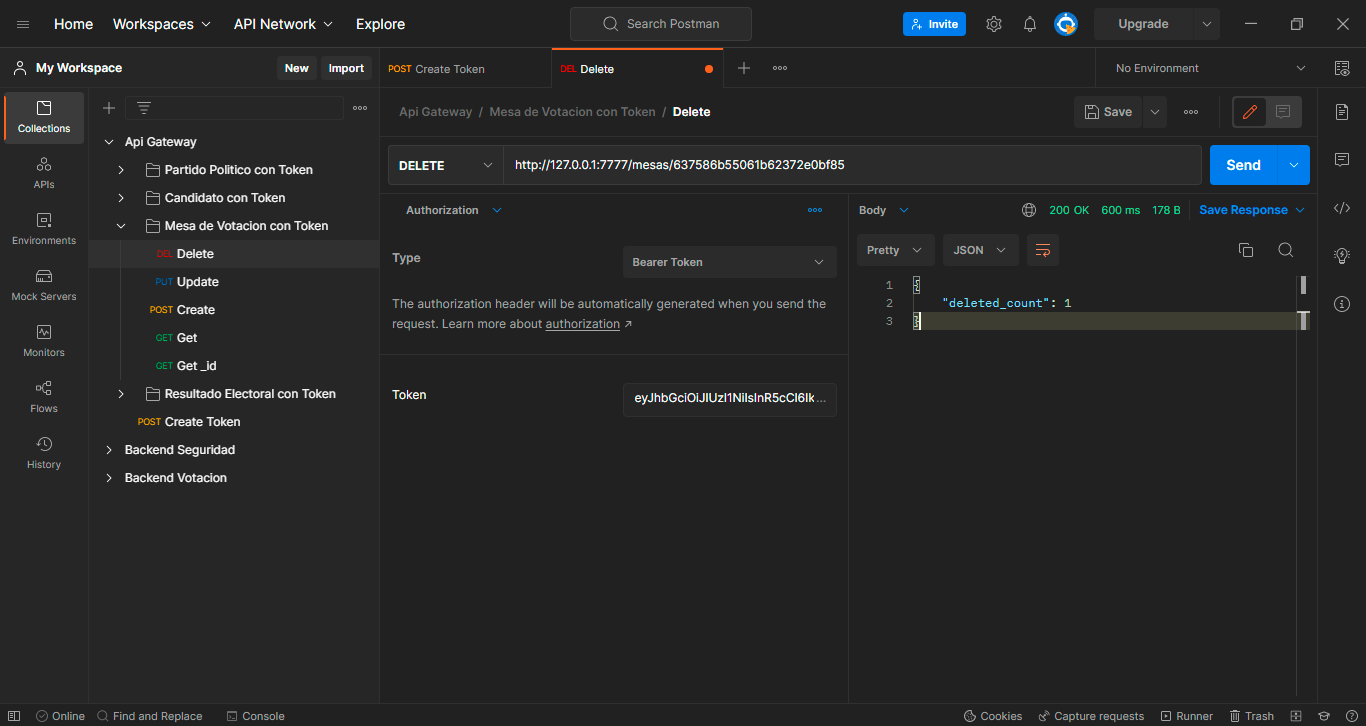 Home Workspaces API Network Explore Search Postman Invite Upgrade
My Workspace New Import POST Create Token DEL Delete No Environment
Collections
APIs
Environments
Mock Servers
Monitors
Flows
History
Api Gateway
Partido Politico con Token
Candidato con Token
Mesa de Votacion con Token
DEL Delete
PUT Update
POST Create
GET Get
GET Get _id
Resultado Electoral con Token
POST Create Token
Backend Seguridad
Backend Votacion
Api Gateway / Mesa de Votacion con Token / Delete Save
DELETE http://127.0.0.1:7777/mesas/637586b55061b62372e0bf85 Send
Authorization
Type Bearer Token
The authorization header will be automatically generated when you send the
request. Learn more about authorization ↗
Token eyJhbGciOiJIUzI1NiIsInR5cCI6Ik...
Body 200 OK 600 ms 178 B Save Response
Pretty JSON
1 {
2 "deleted_count": 1
3 }
Online Find and Replace Console Cookies Capture requests Runner Trash